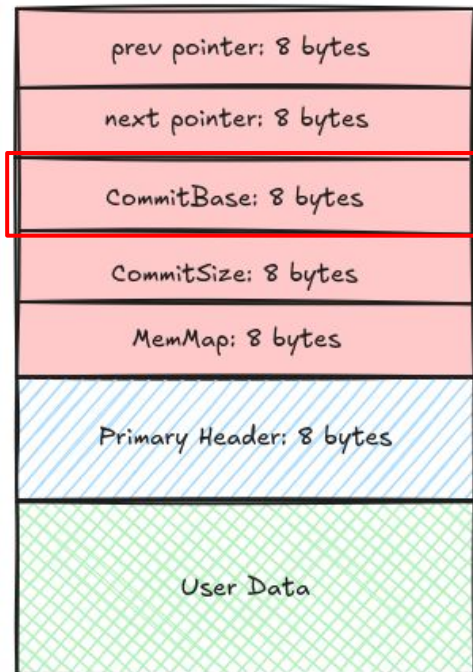 prev pointer: 8 bytes
next pointer: 8 bytes
CommitBase: 8 bytes
CommitSize: 8 bytes
MemMap: 8 bytes
Primary Header: 8 bytes
User Data